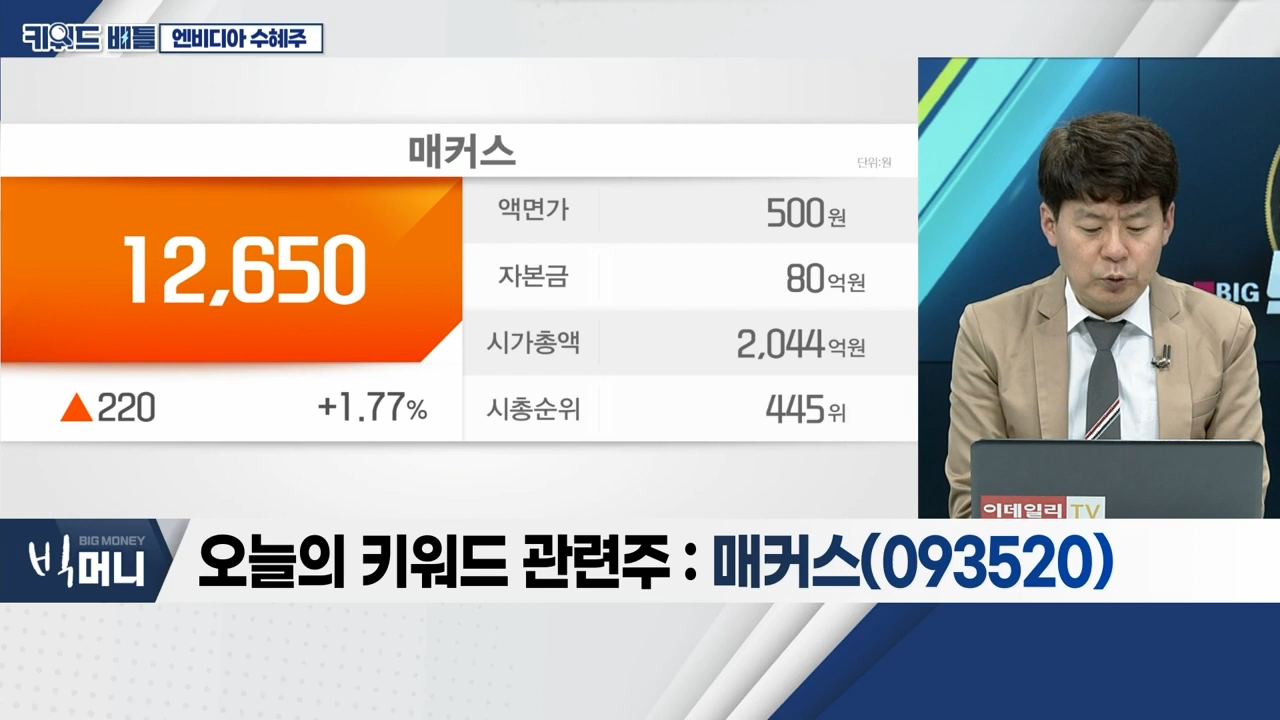 키워드 배틀 엔비디아 수혜주
매커스
단위:원
12,650
▲220 +1.77%
액면가 500원
자본금 80억원
시가총액 2,044억원
시총순위 445위
BIG
이데일리 TV
BIG MONEY
빅머니
오늘의 키워드 관련주 : 매커스(093520)